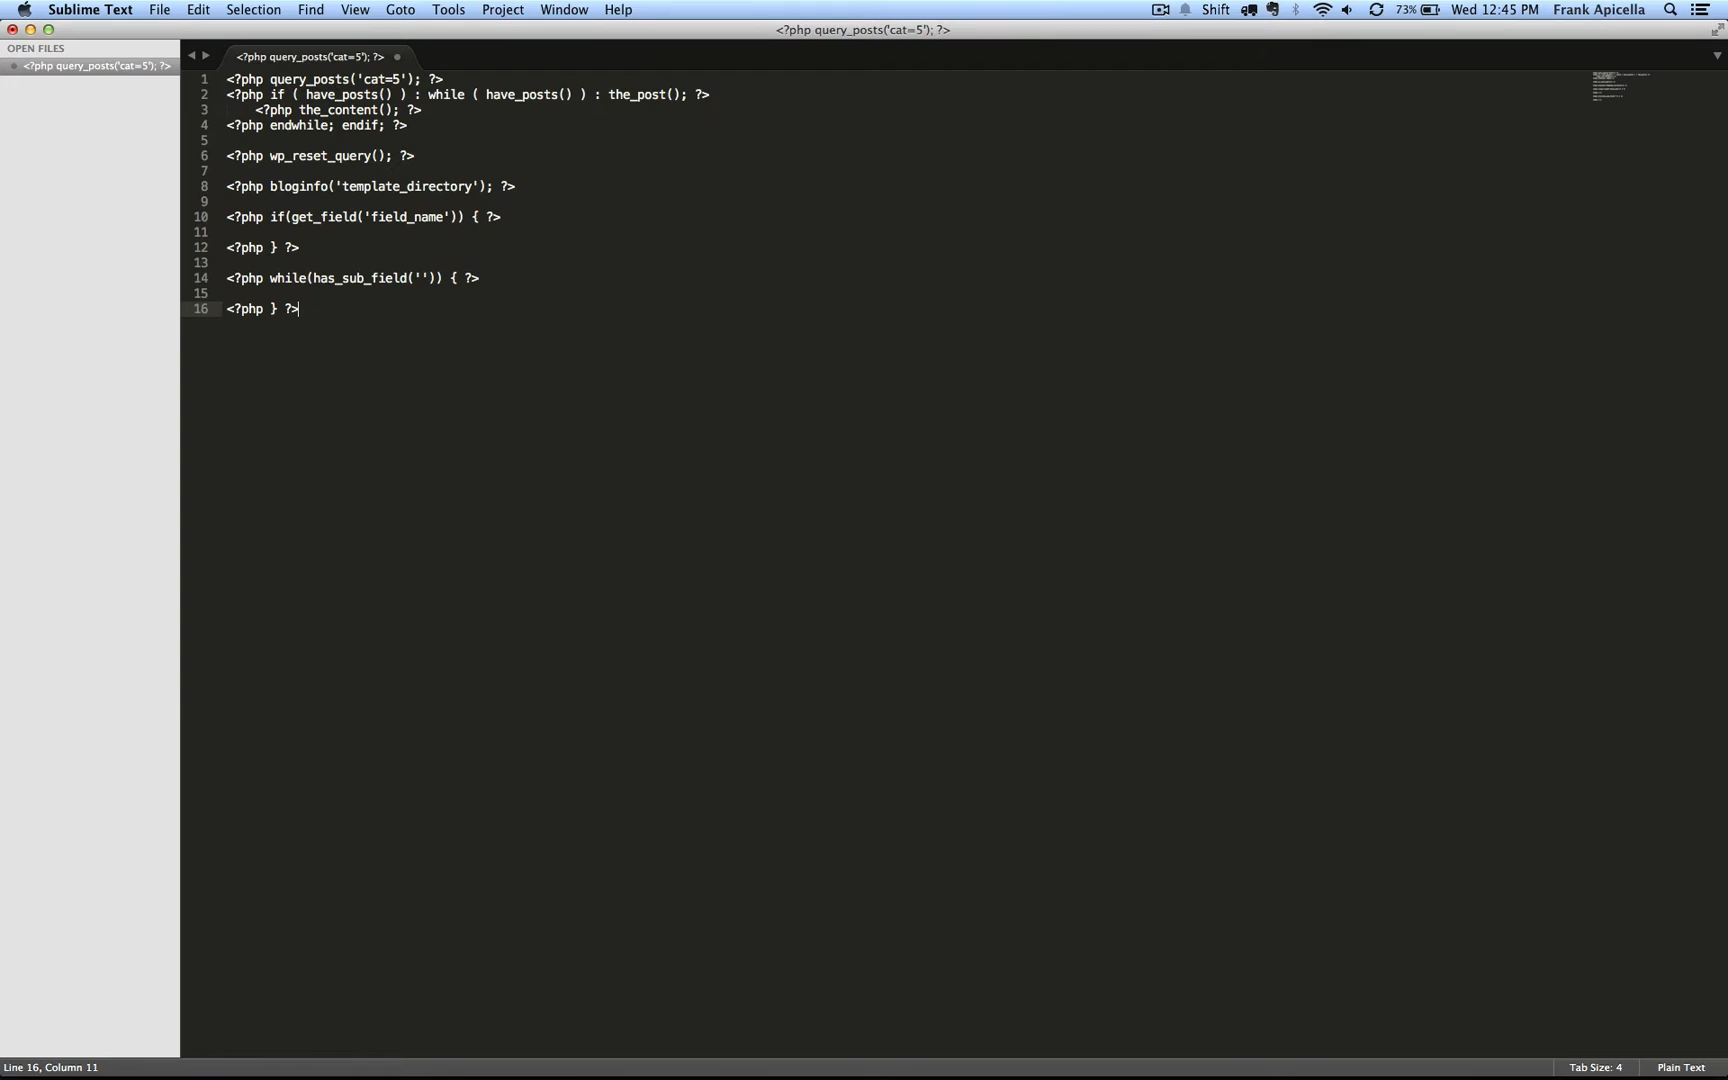 Sublime Text File Edit Selection Find View Goto Tools Project Window Help Shift 73% Wed 12:45 PM Frank Apicella
<?php query_posts('cat=5'); ?>
OPEN FILES
<?php query_posts('cat=5'); ?>
<?php query_posts('cat=5'); ?>
1 <?php query_posts('cat=5'); ?>
2 <?php if ( have_posts() ) : while ( have_posts() ) : the_post(); ?>
3 <?php the_content(); ?>
4 <?php endwhile; endif; ?>
5
6 <?php wp_reset_query(); ?>
7
8 <?php bloginfo('template_directory'); ?>
9
10 <?php if(get_field('field_name')) { ?>
11
12 <?php } ?>
13
14 <?php while(has_sub_field('')) { ?>
15
16 <?php } ?>
Line 16, Column 11 Tab Size: 4 Plain Text